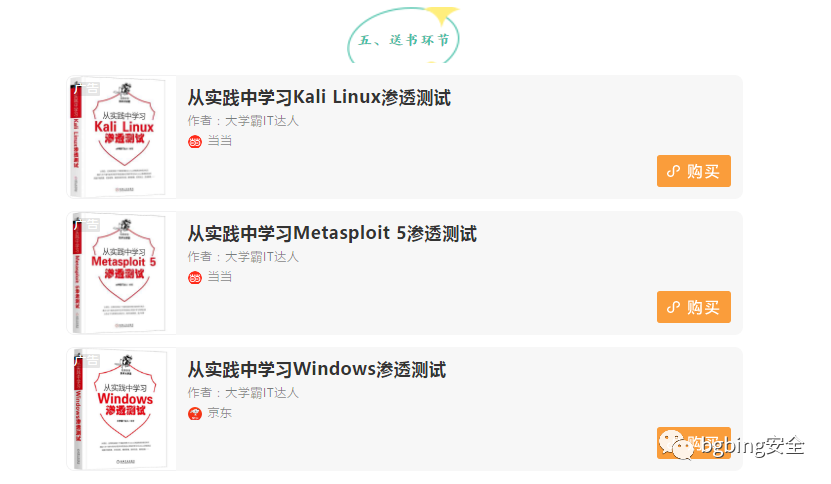 五、送书环节
广告
从实践中学习
Kali Linux
渗透测试
从实践中学习Kali Linux渗透测试
作者：大学霸IT达人
当当
购买
广告
从实践中学习
Metasploit 5
渗透测试
从实践中学习Metasploit 5渗透测试
作者：大学霸IT达人
当当
购买
广告
从实践中学习
Windows
渗透测试
从实践中学习Windows渗透测试
作者：大学霸IT达人
京东
购买
bgbing安全